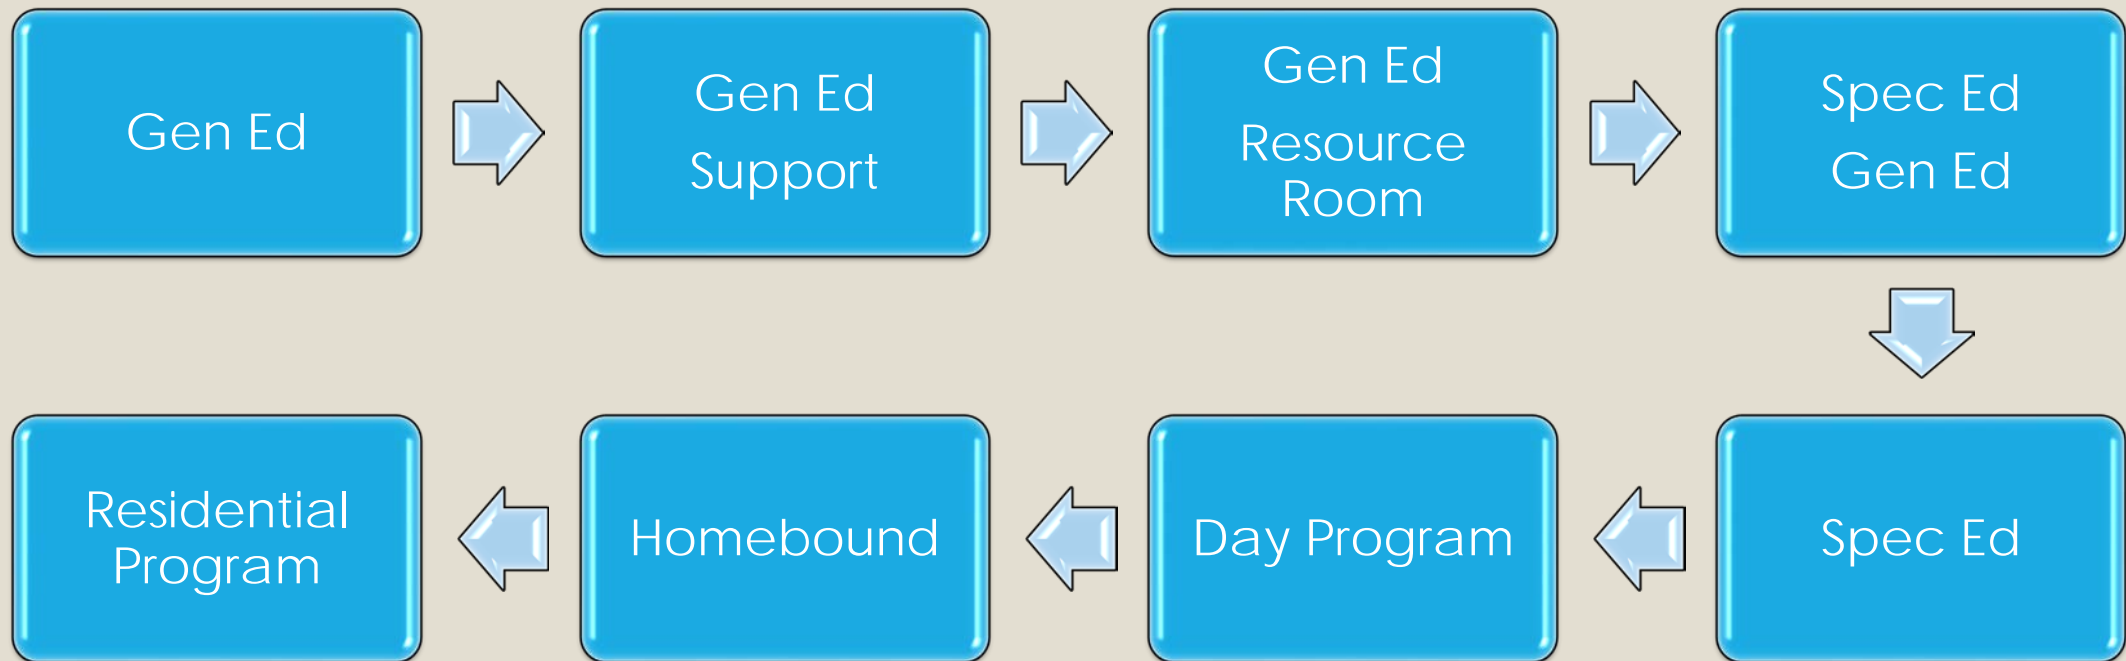 Gen Ed
Gen Ed
Support
Gen Ed
Resource
Room
Spec Ed
Gen Ed
Spec Ed
Day Program
Homebound
Residential
Program